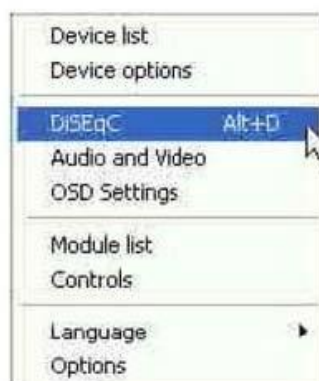 Device list
Device options
DiSEqC Alt+D
Audio and Video
OSD Settings
Module list
Controls
Language
Options